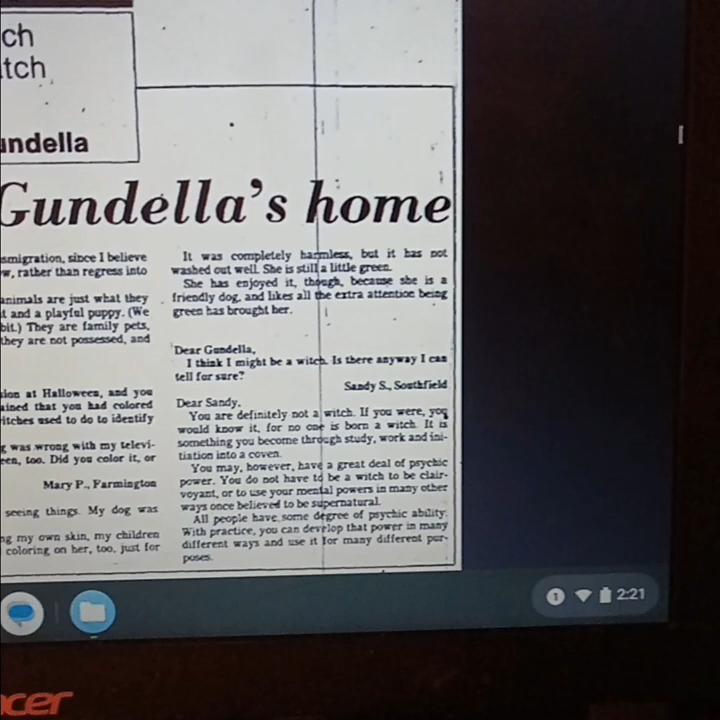 ch
tch
undella
Gundella's home
smigration, since I believe
w, rather than regress into
animals are just what they
t and a playful puppy. (We
bit.) They are family pets,
they are not possessed, and
sion at Halloween, and you
ained that you had colored
itches used to do to identify
g was wrong with my televi-
een, too. Did you color it, or
Mary P., Farmington
seeing things. My dog was
ng my own skin, my children
coloring on her, too, just for
It was completely harmless, but it has not
washed out well. She is still a little green.
She has enjoyed it, though, because she is a
friendly dog, and likes all the extra attention being
green has brought her.
Dear Gundella,
I think I might be a witch. Is there anyway I can
tell for sure?
Sandy S., Southfield
Dear Sandy,
You are definitely not a witch. If you were, you
would know it, for no one is born a witch. It is
something you become through study, work and ini-
tiation into a coven.
You may, however, have a great deal of psychic
power. You do not have to be a witch to be clair-
voyant, or to use your mental powers in many other
ways once believed to be supernatural.
All people have some degree of psychic ability.
With practice, you can develop that power in many
different ways and use it for many different pur-
poses.
1 2:21
acer